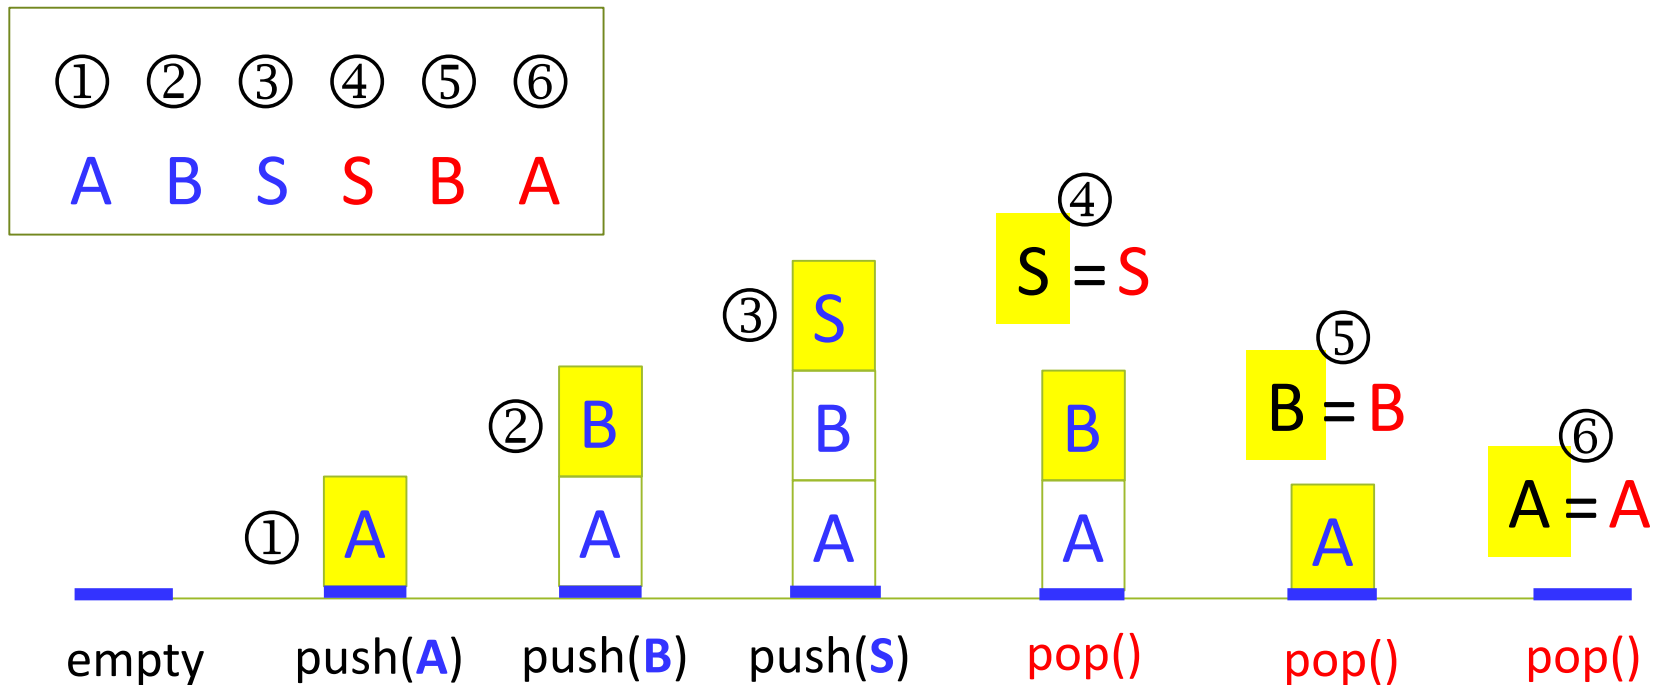 ① ② ③ ④ ⑤ ⑥
A B S S B A
④
S = S
③ S
⑤
B = B
② B
B
B
⑥
A = A
① A
A
A
A
A
empty push(A) push(B) push(S) pop() pop() pop()